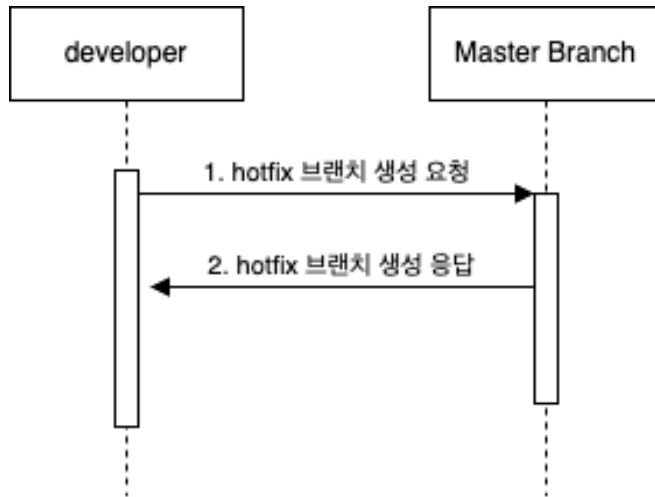 developer
Master Branch
1. hotfix 브랜치 생성 요청
2. hotfix 브랜치 생성 응답